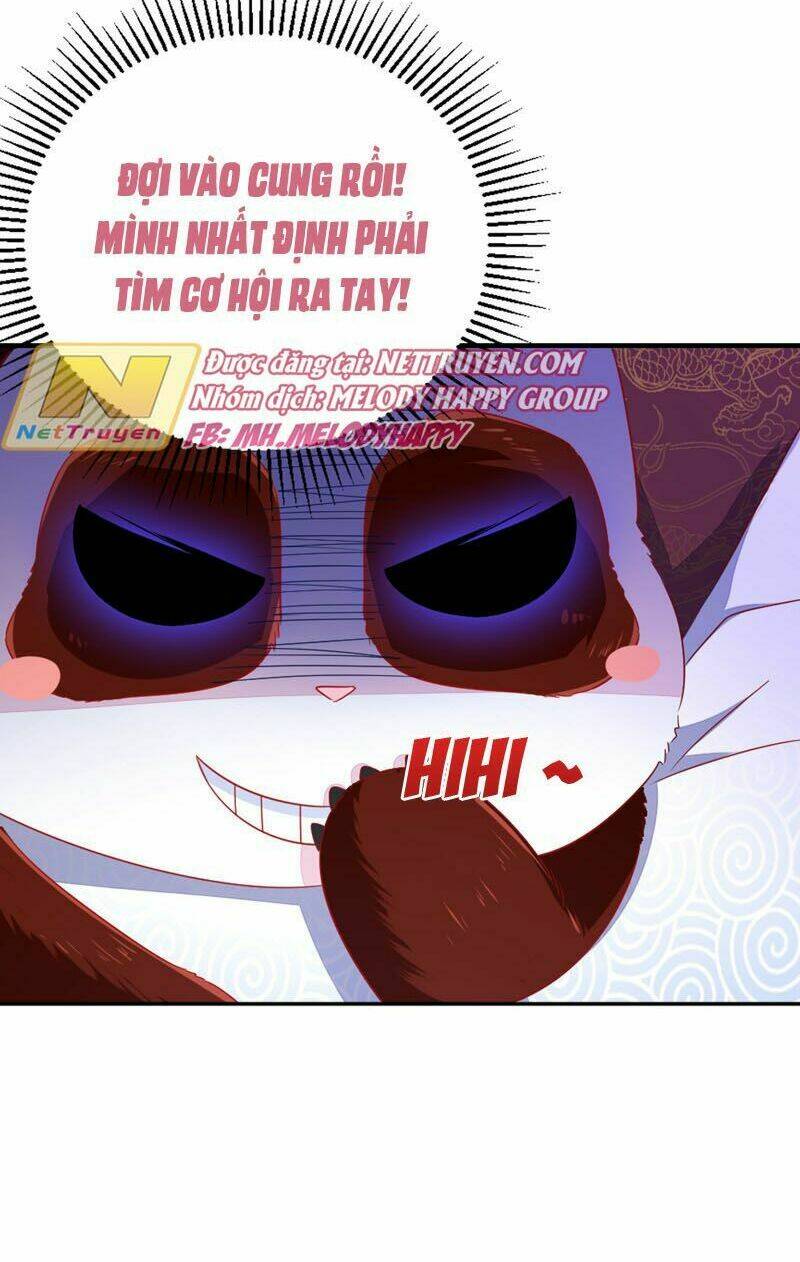 ĐỢI VÀO CUNG RỒI!
MÌNH NHẤT ĐỊNH PHẢI
TÌM CƠ HỘI RA TAY!
Được đăng tại: NETTRUYEN.COM
Nhóm dịch: MELODY HAPPY GROUP
FB: MH.MELODYHAPPY
N
NetTruyen
HIHI ~